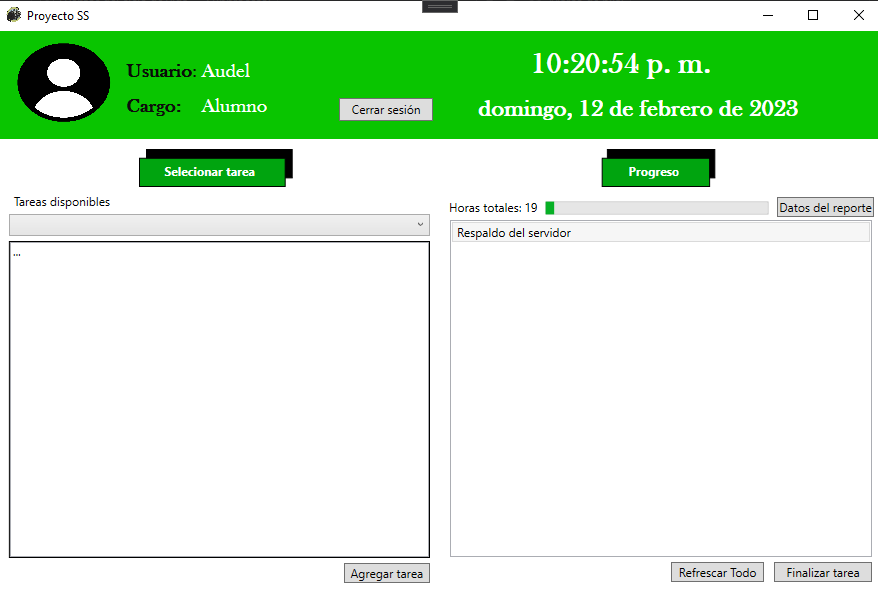 Proyecto SS
Usuario: Audel
Cargo: Alumno
Cerrar sesión
10:20:54 p. m.
domingo, 12 de febrero de 2023
Selecionar tarea
Progreso
Tareas disponibles
Horas totales: 19
Datos del reporte
...
Respaldo del servidor
Agregar tarea
Refrescar Todo
Finalizar tarea